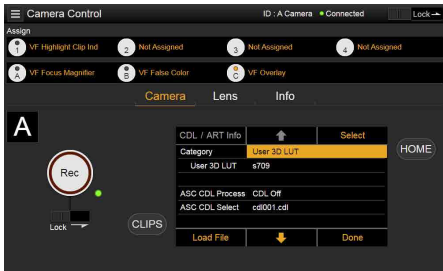 Camera Control ID : A Camera Connected Lock
Assign
1 VF Highlight Clip Ind 2 Not Assigned 3 Not Assigned 4 Not Assigned
A VF Focus Magnifier B VF False Color C VF Overlay
Camera Lens Info
A
CDL / ART Info Select
Category User 3D LUT
User 3D LUT s709
ASC CDL Process CDL Off
ASC CDL Select cdl001.cdl
Load File Done
Rec
Lock
CLIPS
HOME